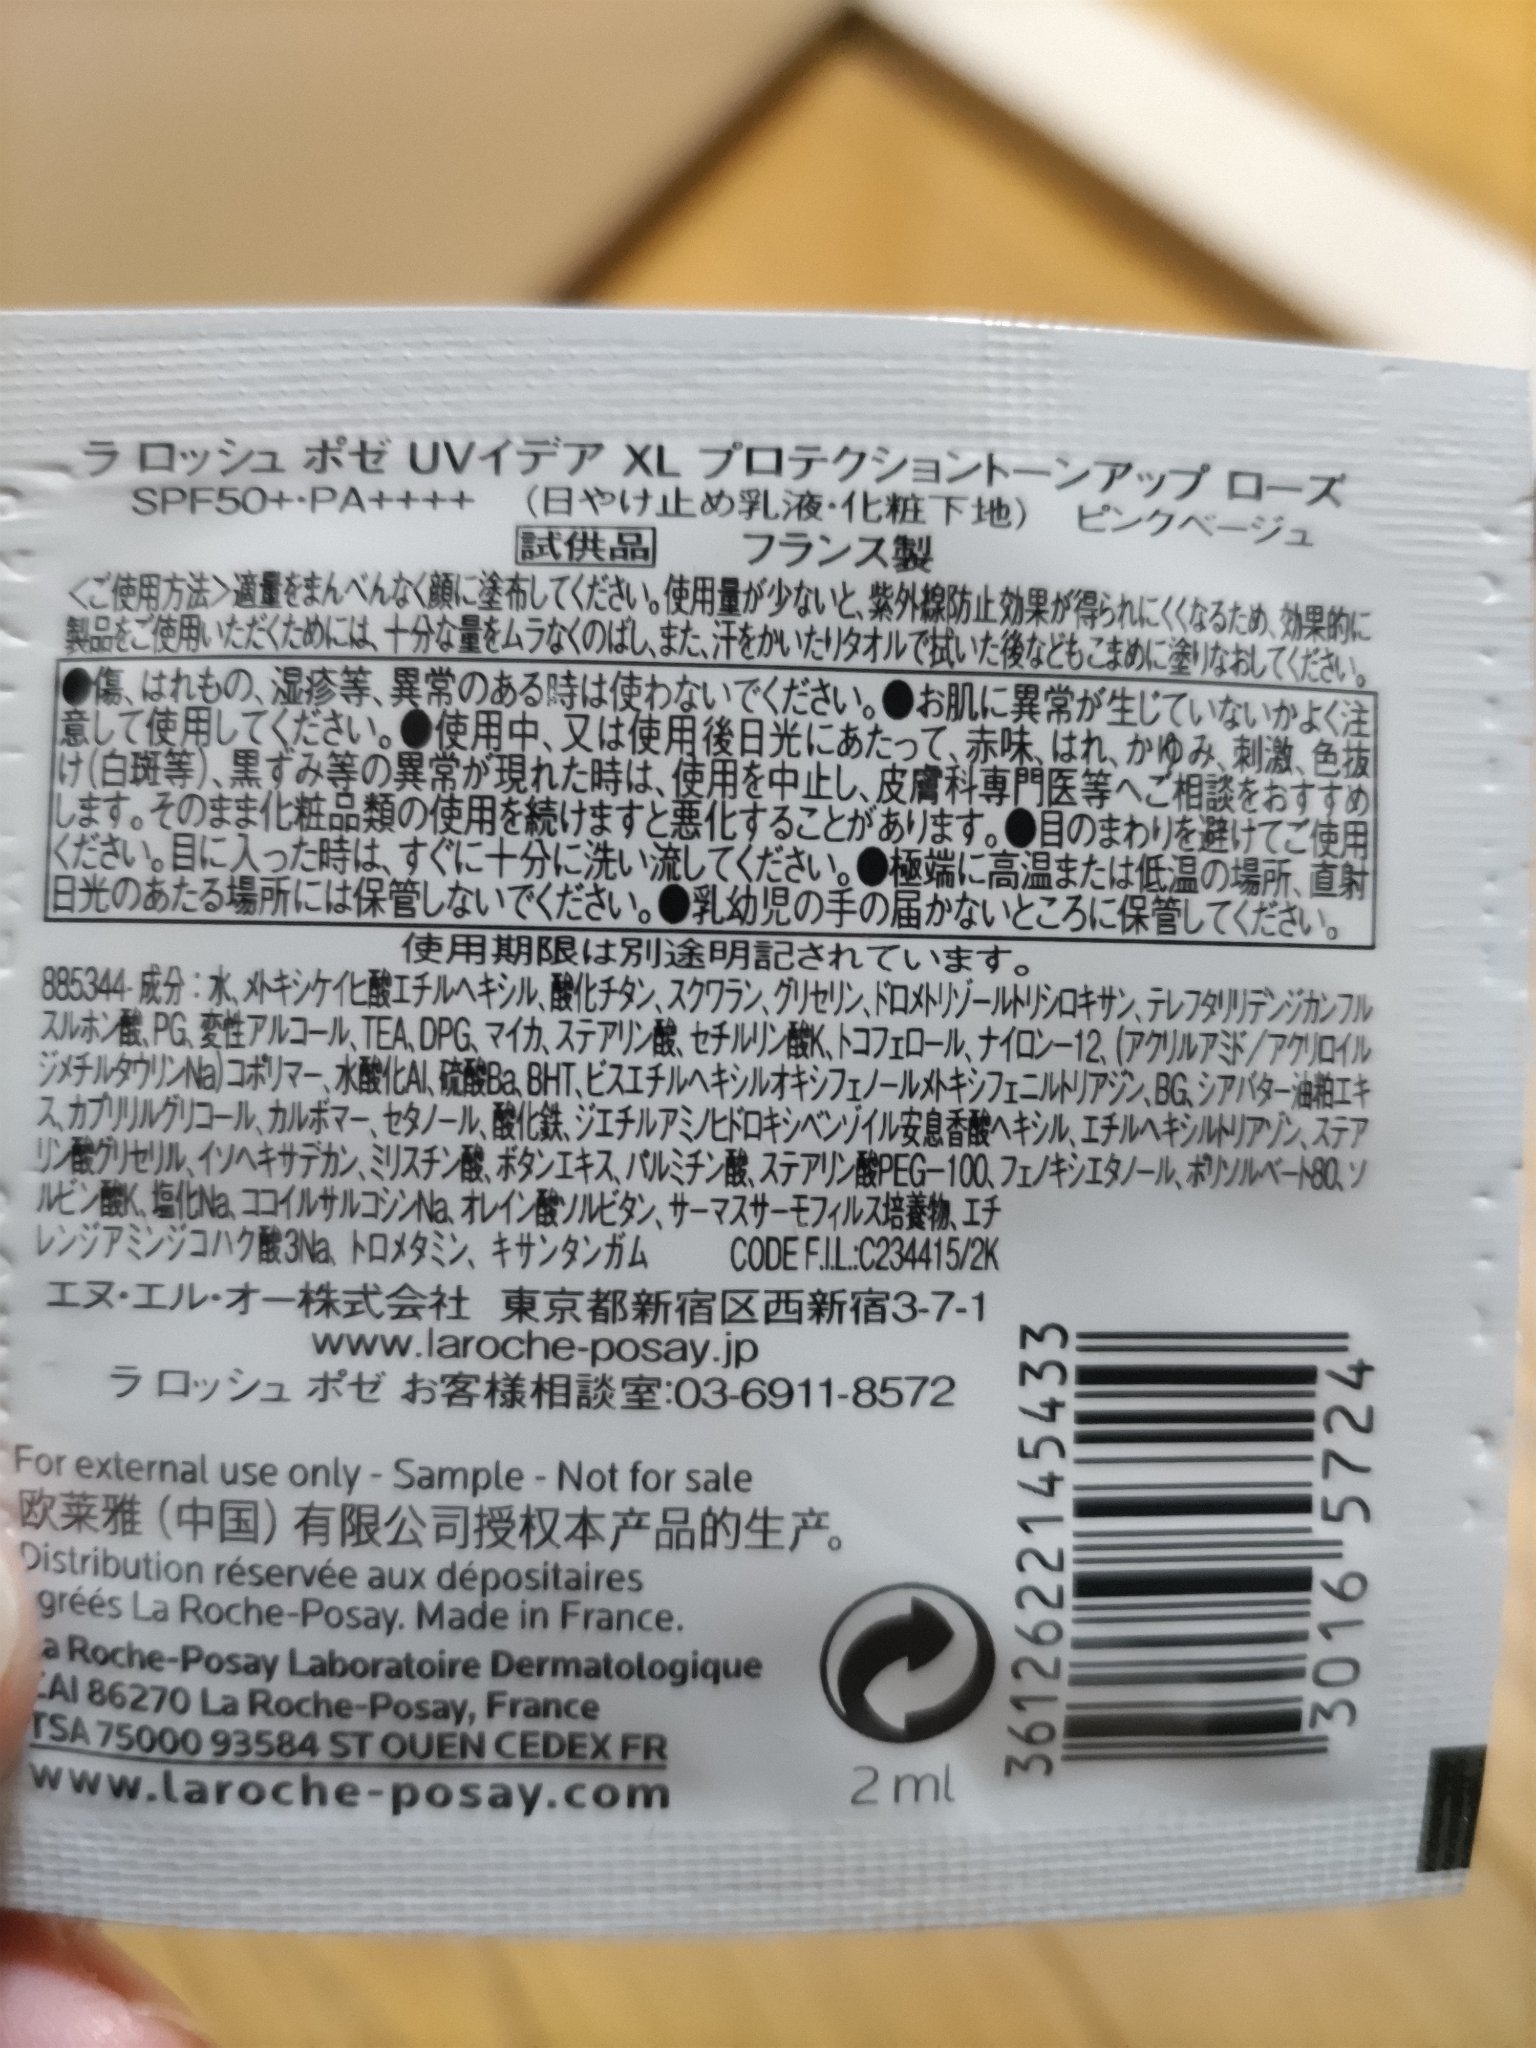 ラ ロッシュ ポゼ UVイデア XL プロテクショントーンアップ ローズ
SPF50+・PA++++ （日やけ止め乳液・化粧下地） ピンクベージュ
試供品 フランス製
＜ご使用方法＞適量をまんべんなく顔に塗布してください。使用量が少ないと、紫外線防止効果が得られにくくなるため、効果的に
製品をご使用いただくためには、十分な量をムラなくのばし、また、汗をかいたりタオルで拭いた後などもこまめに塗りなおしてください。
●傷、はれもの、湿疹等、異常のある時は使わないでください。●お肌に異常が生じていないかよく注
意して使用してください。●使用中、又は使用後日光にあたって、赤味、はれ、かゆみ、刺激、色抜
け（白斑等）、黒ずみ等の異常が現れた時は、使用を中止し、皮膚科専門医等へご相談をおすすめ
します。そのまま化粧品類の使用を続けますと悪化することがあります。●目のまわりを避けてご使用
ください。目に入った時は、すぐに十分に洗い流してください。●極端に高温または低温の場所、直射
日光のあたる場所には保管しないでください。●乳幼児の手の届かないところに保管してください。
使用期限は別途明記されています。
885344- 成分：水、メトキシケイヒ酸エチルヘキシル、酸化チタン、スクワラン、グリセリン、ドロメトリゾールトリシロキサン、テレフタリリデンジカンフル
スルホン酸、PG、変性アルコール、TEA、DPG、マイカ、ステアリン酸、セチルリン酸K、トコフェロール、ナイロン－12、（アクリルアミド／アクリロイル
ジメチルタウリンNa）コポリマー、水酸化Al、硫酸Ba、BHT、ビスエチルヘキシルオキシフェノールメトキシフェニルトリアジン、BG、シアバター油粕エキ
ス、カプリリルグリコール、カルボマー、セタノール、酸化鉄、ジエチルアミノヒドロキシベンゾイル安息香酸ヘキシル、エチルヘキシルトリアゾン、ステア
リン酸グリセリル、イソヘキサデカン、ミリスチン酸、ボタンエキス、パルミチン酸、ステアリン酸PEG－100、フェノキシエタノール、ポリソルベート80、ソ
ルビン酸K、塩化Na、ココイルサルコシンNa、オレイン酸ソルビタン、サーマスサーモフィルス培養物、エチ
レンジアミンジコハク酸3Na、トロメタミン、キサンタンガム CODE F.I.L.:C234415/2K
エヌ・エル・オー株式会社 東京都新宿区西新宿3-7-1
www.laroche-posay.jp
ラ ロッシュ ポゼ お客様相談室:03-6911-8572
For external use only - Sample - Not for sale
欧莱雅（中国）有限公司授权本产品的生产。
Distribution réservée aux dépositaires
gréés La Roche-Posay. Made in France.
a Roche-Posay Laboratoire Dermatologique
ZAI 86270 La Roche-Posay, France
TSA 75000 93584 ST OUEN CEDEX FR
www.laroche-posay.com
2 ml
3612622145433
30165724